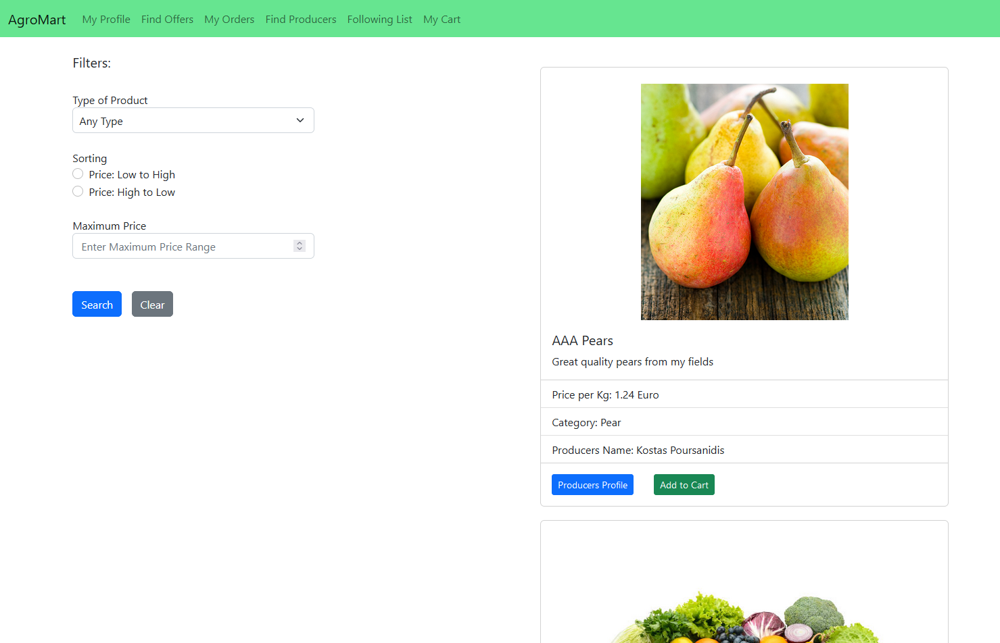 AgroMart My Profile Find Offers My Orders Find Producers Following List My Cart
Filters:
Type of Product
Any Type
Sorting
Price: Low to High
Price: High to Low
Maximum Price
Enter Maximum Price Range
Search Clear
AAA Pears
Great quality pears from my fields
Price per Kg: 1.24 Euro
Category: Pear
Producers Name: Kostas Poursanidis
Producers Profile Add to Cart